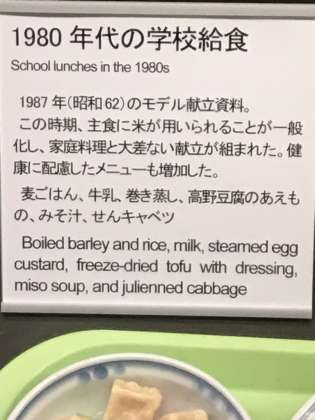 1980 年代の学校給食
School lunches in the 1980s
1987 年(昭和 62)のモデル献立資料。
この時期、主食に米が用いられることが一般
化し、家庭料理と大差ない献立が組まれた。健
康に配慮したメニューも増加した。
麦ごはん、牛乳、巻き蒸し、高野豆腐のあえも
の、みそ汁、せんキャベツ
Boiled barley and rice, milk, steamed egg
custard, freeze-dried tofu with dressing,
miso soup, and julienned cabbage